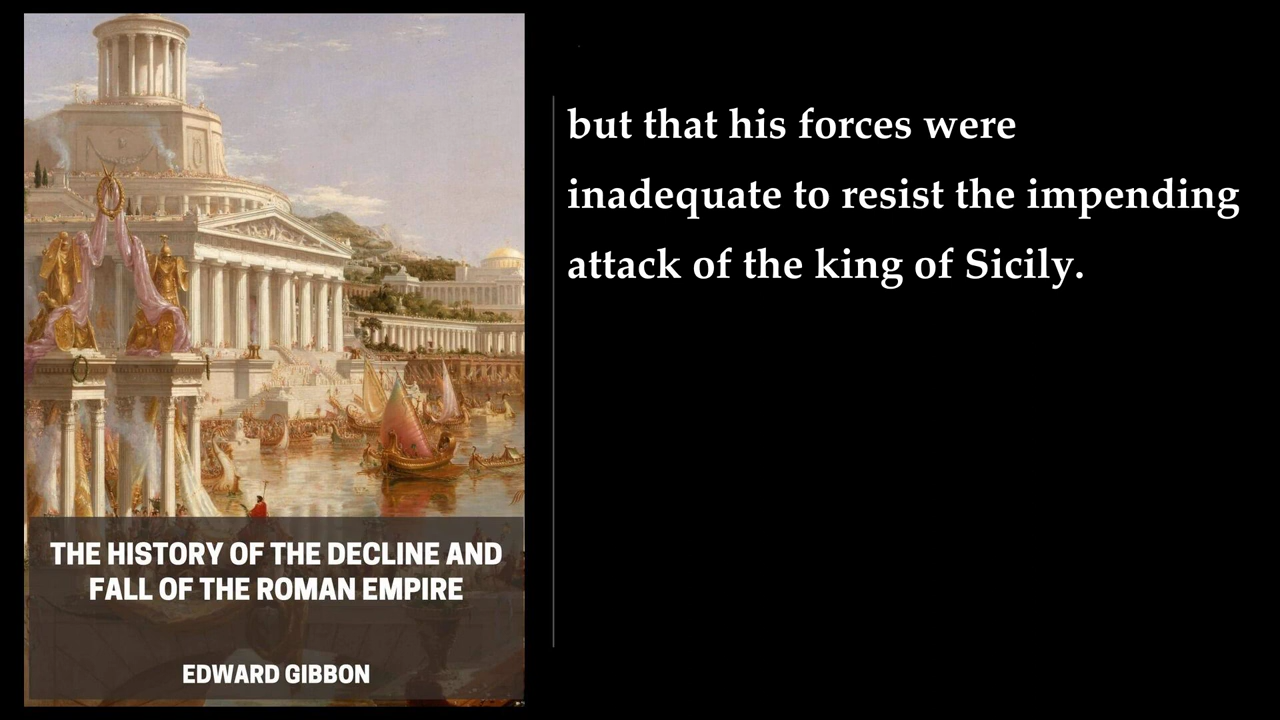 THE HISTORY OF THE DECLINE AND
FALL OF THE ROMAN EMPIRE
EDWARD GIBBON
but that his forces were
inadequate to resist the impending
attack of the king of Sicily.